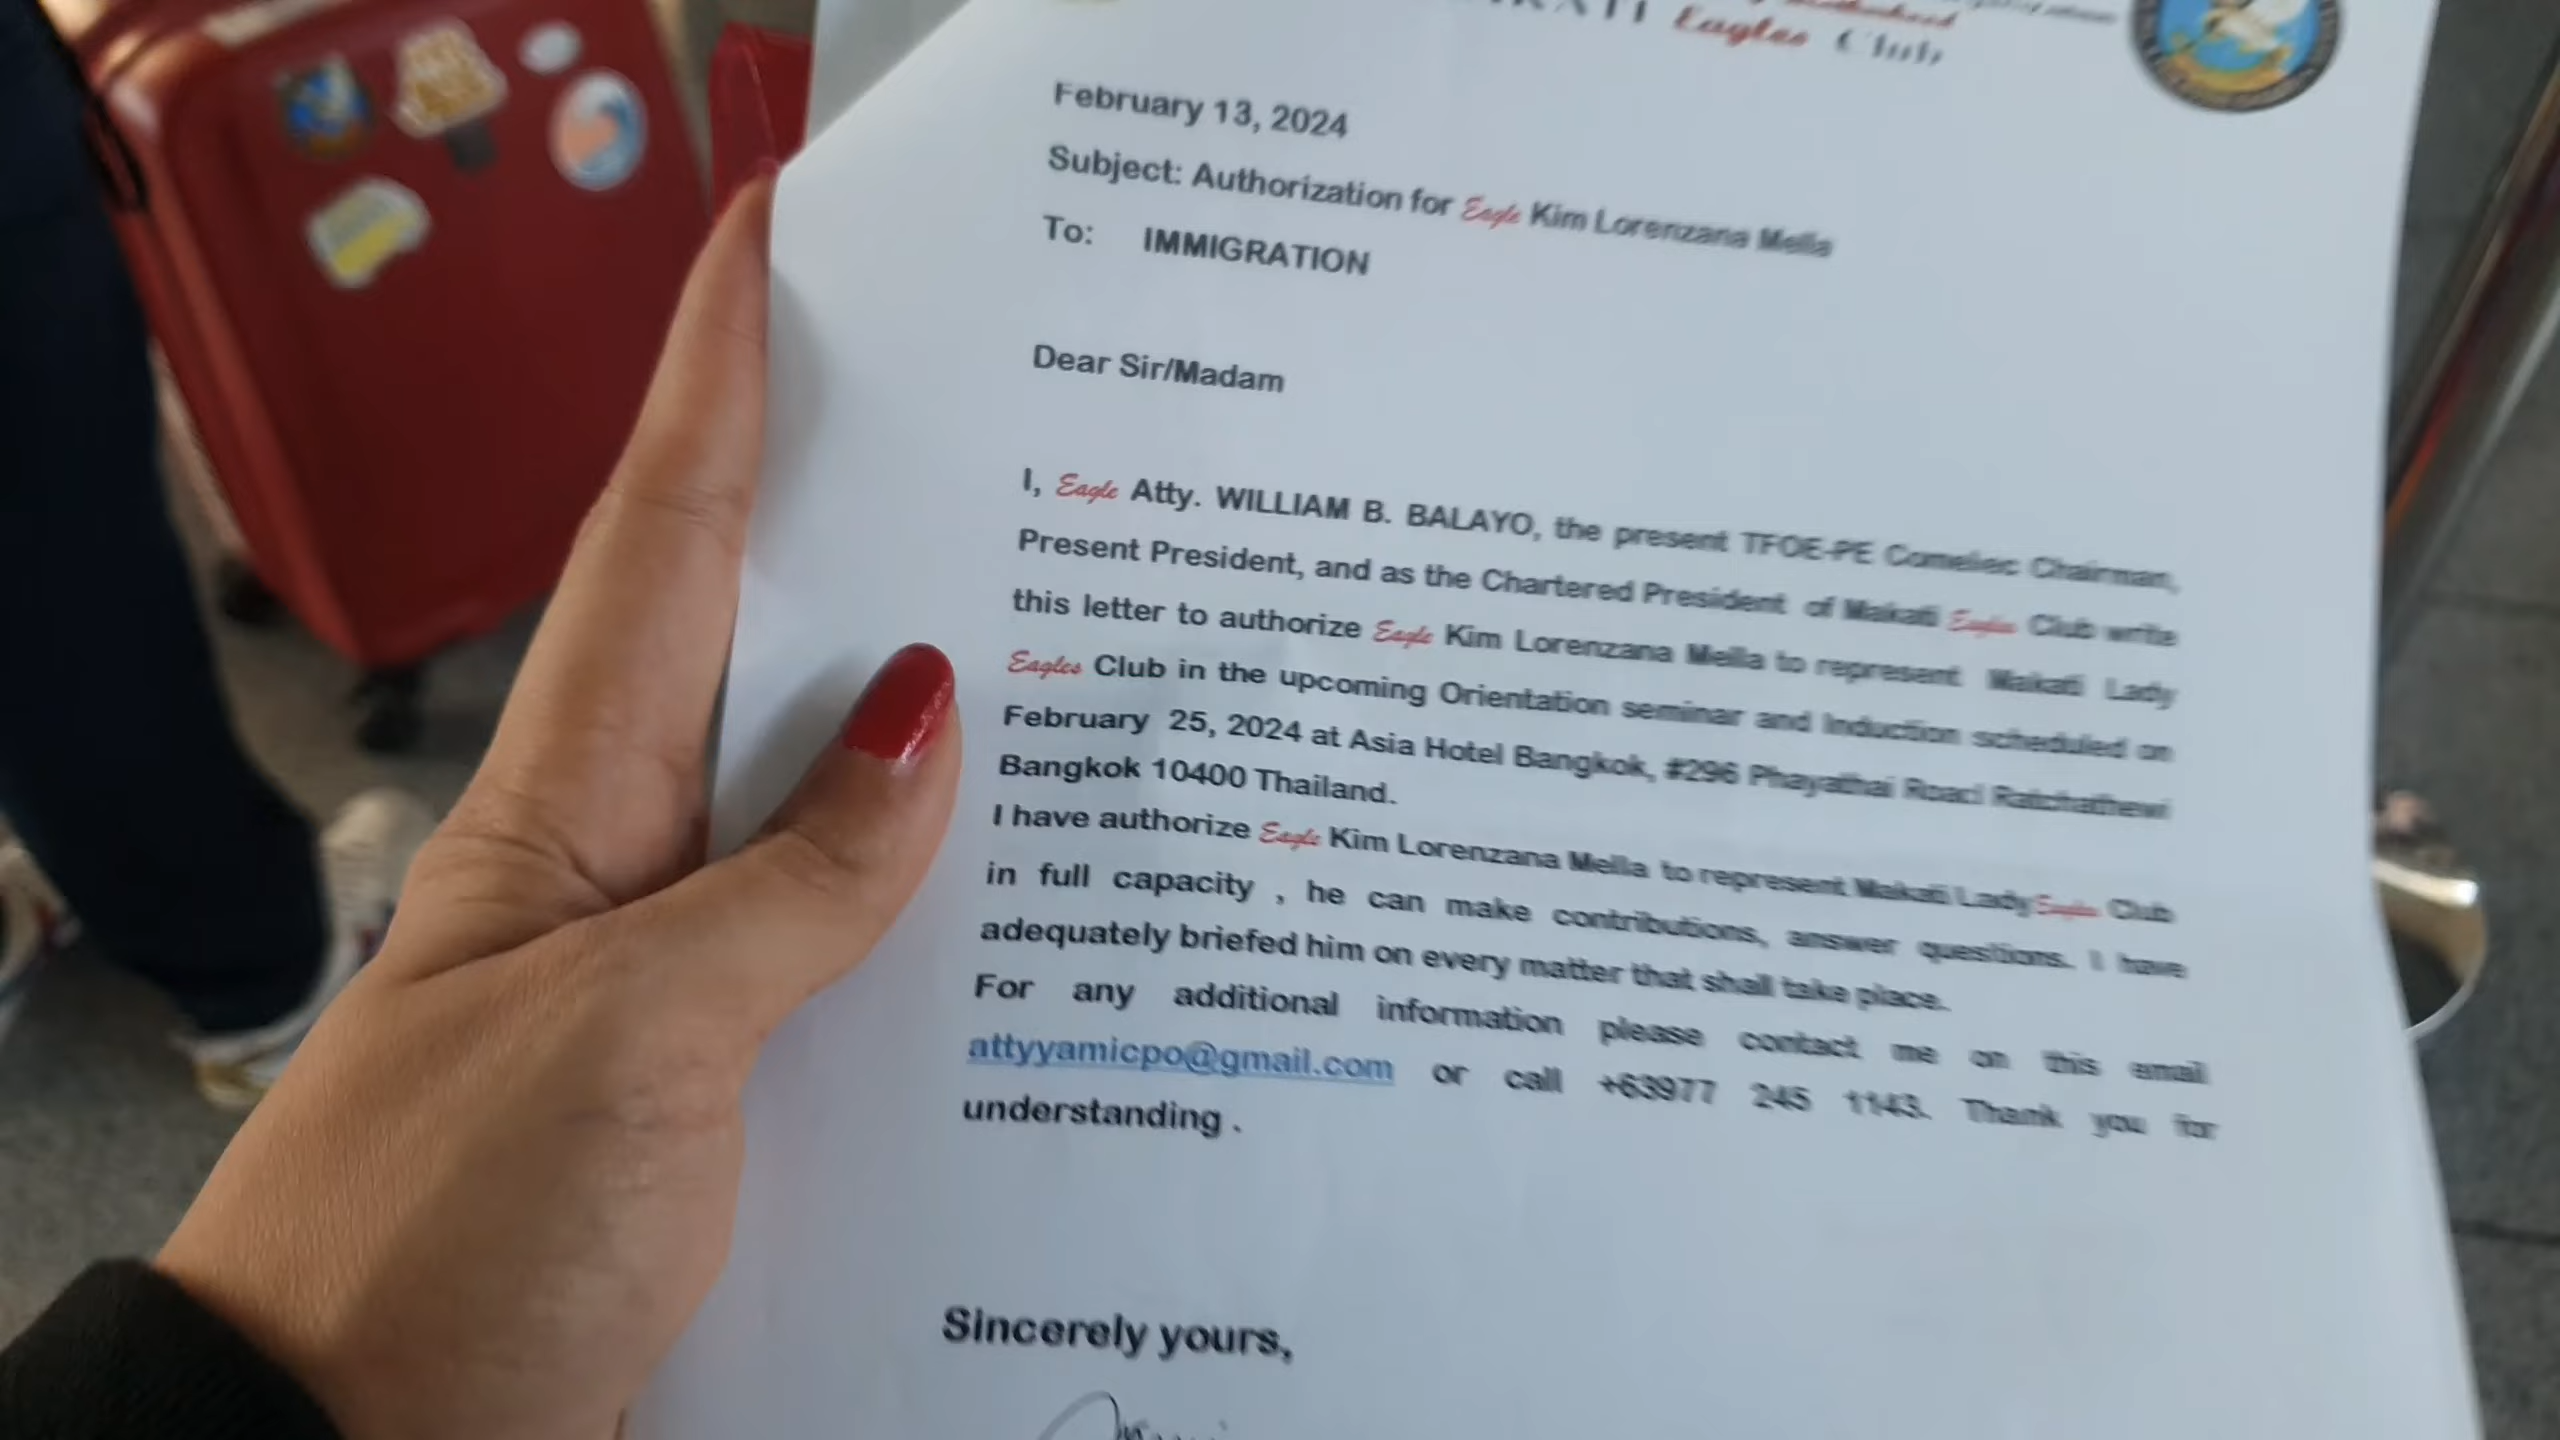 Eagles Club
February 13, 2024
Subject: Authorization for Eagle Kim Lorenzana Mella
To: IMMIGRATION
Dear Sir/Madam
I, Eagle Atty. WILLIAM B. BALAYO, the present TFOE-PE Comelec Chairman,
Present President, and as the Chartered President of Makati Eagles Club write
this letter to authorize Eagle Kim Lorenzana Mella to represent Makati Lady
Eagles Club in the upcoming Orientation seminar and Induction scheduled on
February 25, 2024 at Asia Hotel Bangkok, #296 Phayathai Road Ratchathewi
Bangkok 10400 Thailand.
I have authorize Eagle Kim Lorenzana Mella to represent Makati Lady Eagles Club
in full capacity , he can make contributions, answer questions. I have
adequately briefed him on every matter that shall take place.
For any additional information please contact me on this email
attyyamicpo@gmail.com or call +63977 245 1143. Thank you for
understanding .
Sincerely yours,